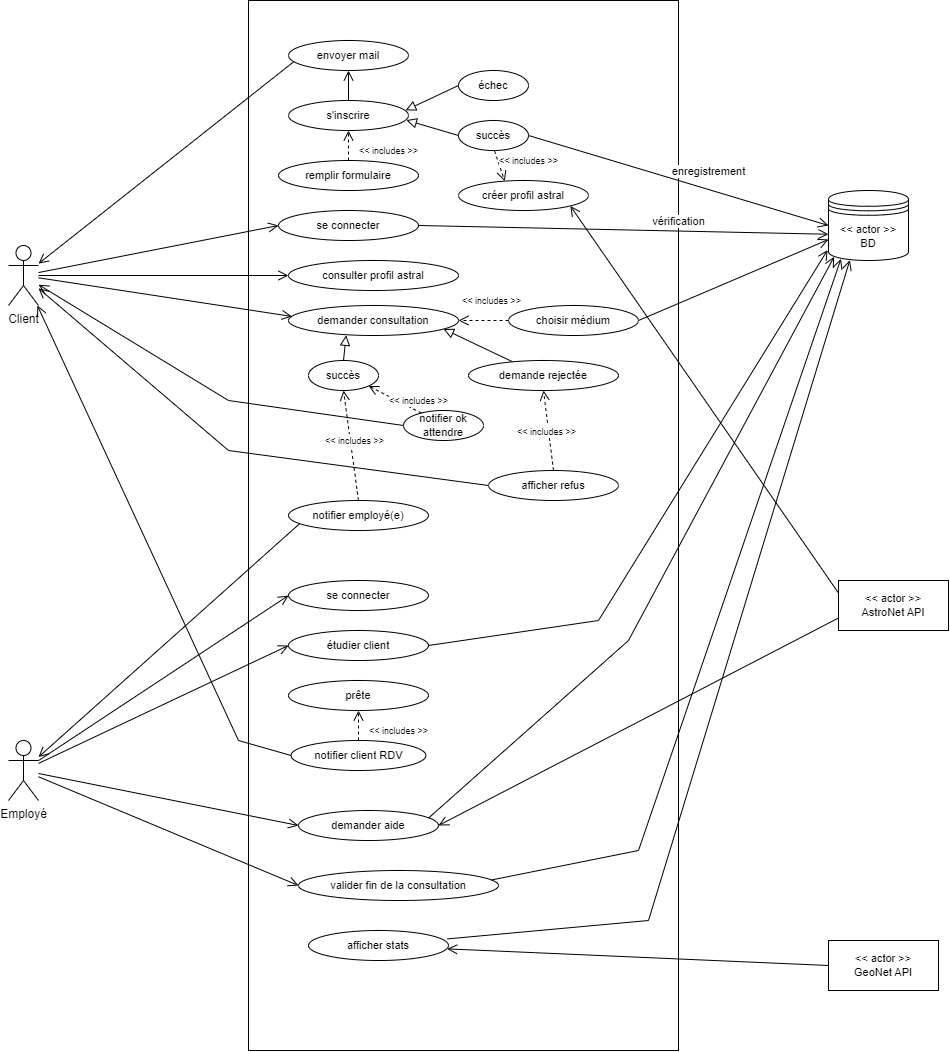 envoyer mail
échec
s'inscrire
succès
<< includes >>
<< includes >>
enregistrement
remplir formulaire
créer profil astral
vérification
se connecter
<< actor >>
BD
consulter profil astral
Client
<< includes >>
demander consultation
choisir médium
succès
demande rejectée
<< includes >>
notifier ok
attendre
<< includes >>
<< includes >>
afficher refus
notifier employé(e)
se connecter
<< actor >>
AstroNet API
étudier client
prête
<< includes >>
notifier client RDV
Employé
demander aide
valider fin de la consultation
afficher stats
<< actor >>
GeoNet API